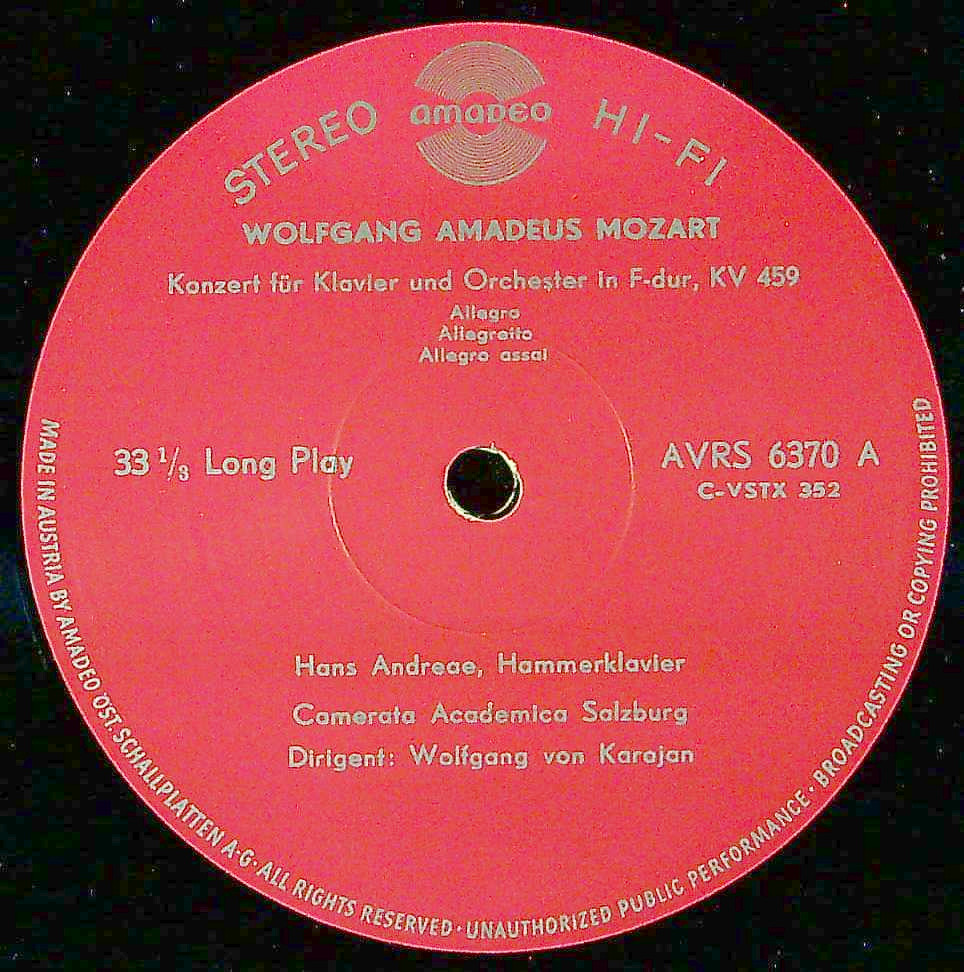 STEREO
amadeo
HI-FI
WOLFGANG AMADEUS MOZART
Konzert für Klavier und Orchester in F-dur, KV 459
Allegro
Allegretto
Allegro assai
33 1/3 Long Play
AVRS 6370 A
C-VSTX 352
Hans Andreae, Hammerklavier
Camerata Academica Salzburg
Dirigent: Wolfgang von Karajan
MADE IN AUSTRIA BY AMADEO ÖST. SCHALLPLATTEN A·G· ALL RIGHTS RESERVED · UNAUTHORIZED PUBLIC PERFORMANCE · BROADCASTING OR COPYING PROHIBITED